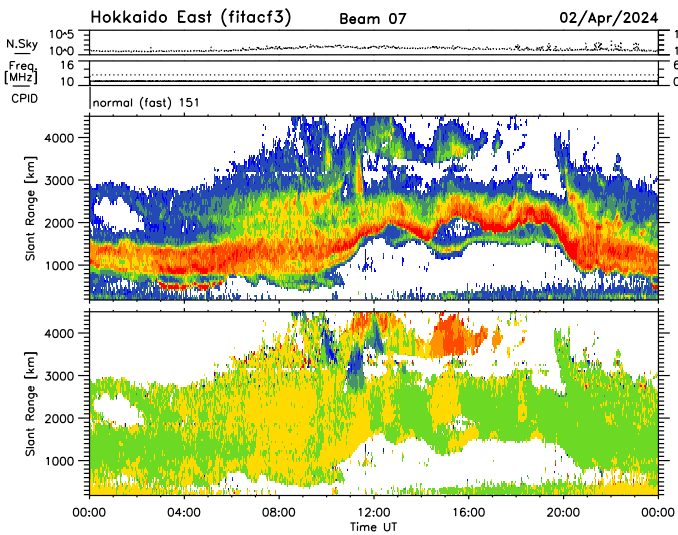 Hokkaido East (fitacf3) Beam 07 02/Apr/2024
10^5
N.Sky
10^0
Freq. 16 6
[MHz] 10 0
CPID normal (fast) 151
4000
3000
2000
1000
Slant Range [km]
4000
3000
2000
1000
Slant Range [km]
00:00 04:00 08:00 12:00 16:00 20:00 00:00
Time UT